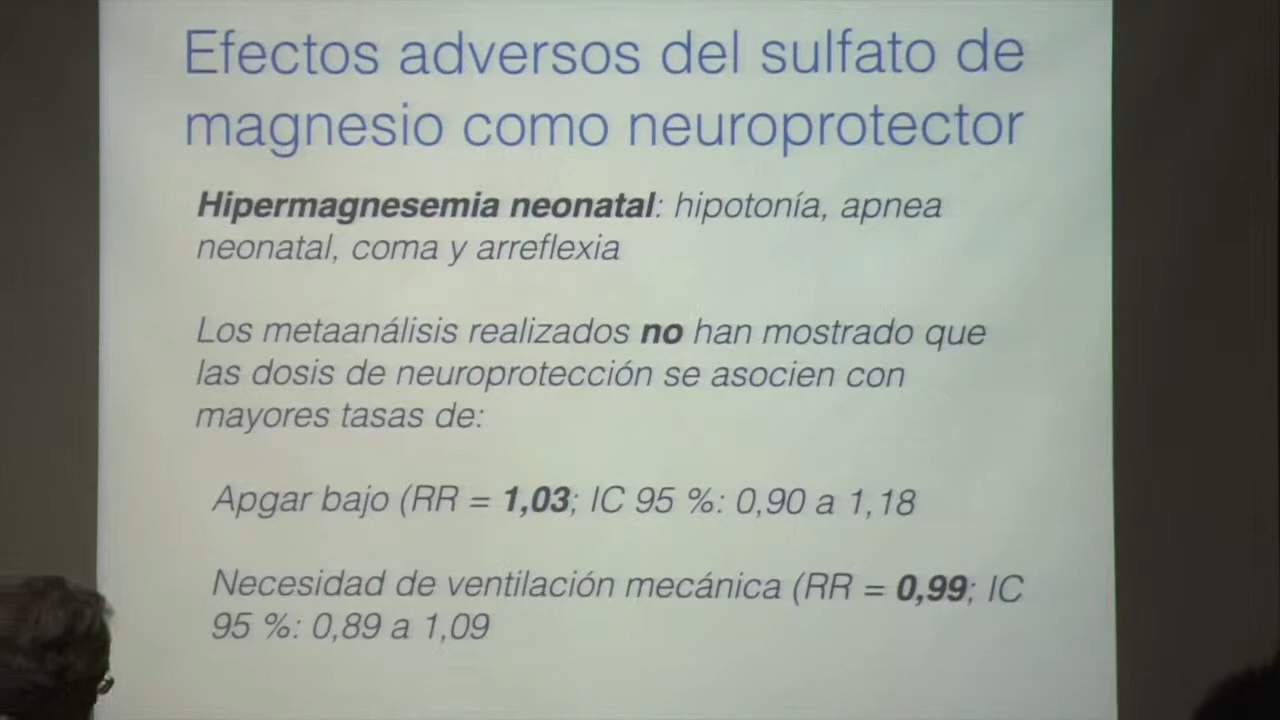 Efectos adversos del sulfato de
magnesio como neuroprotector
Hipermagnesemia neonatal: hipotonía, apnea
neonatal, coma y arreflexia
Los metaanálisis realizados no han mostrado que
las dosis de neuroprotección se asocien con
mayores tasas de:
Apgar bajo (RR = 1,03; IC 95 %: 0,90 a 1,18
Necesidad de ventilación mecánica (RR = 0,99; IC
95 %: 0,89 a 1,09